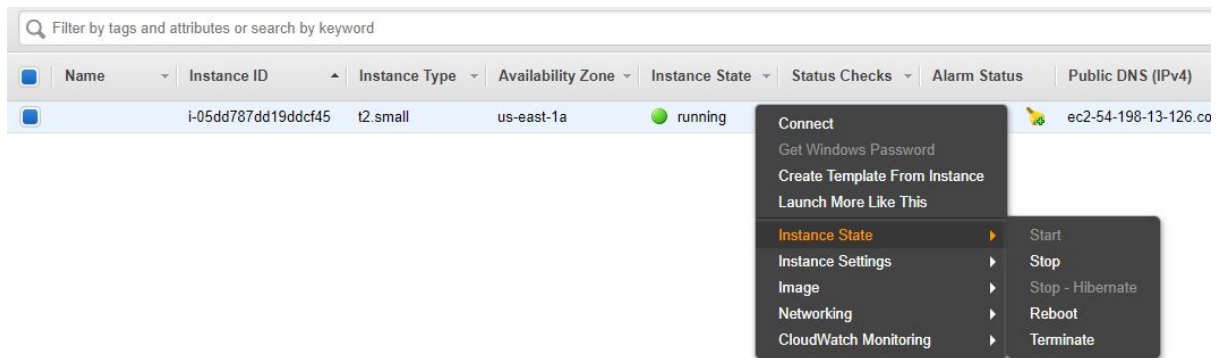 Filter by tags and attributes or search by keyword
Name Instance ID Instance Type Availability Zone Instance State Status Checks Alarm Status Public DNS (IPv4)
i-05dd787dd19ddcf45 t2.small us-east-1a running ec2-54-198-13-126.co
Connect
Get Windows Password
Create Template From Instance
Launch More Like This
Instance State Start
Instance Settings Stop
Image Stop - Hibernate
Networking Reboot
CloudWatch Monitoring Terminate